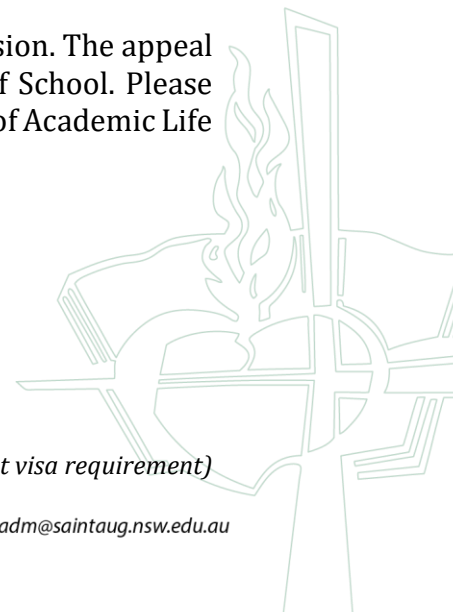 sion. The appeal
f School. Please
of Academic Life
t visa requirement)
adm@saintaug.nsw.edu.au